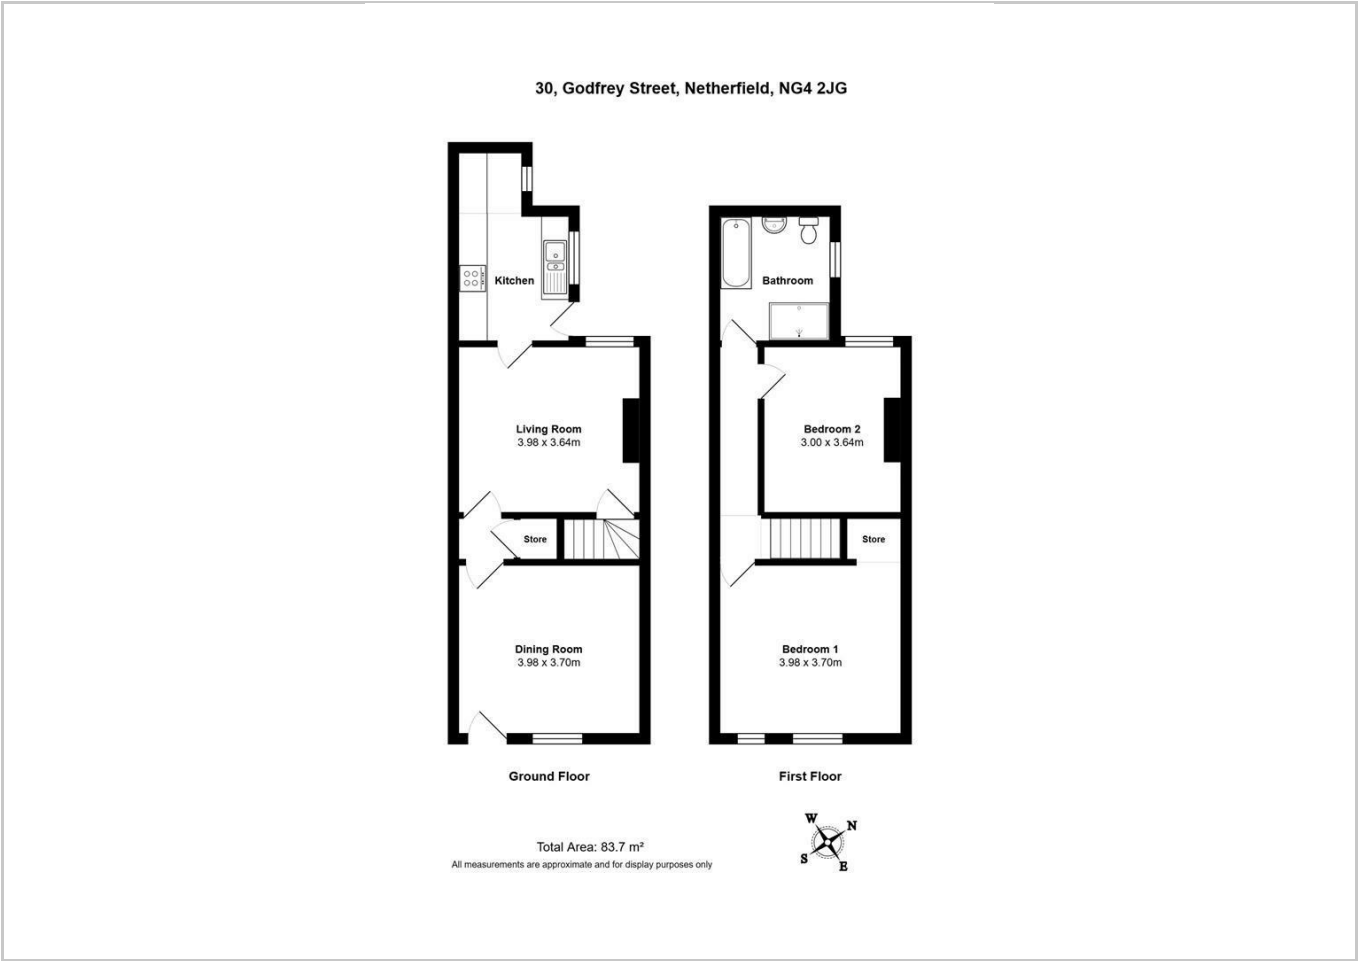 30, Godfrey Street, Netherfield, NG4 2JG
Kitchen
Living Room
3.98 x 3.64m
Store
Dining Room
3.98 x 3.70m
Ground Floor
Bathroom
Bedroom 2
3.00 x 3.64m
Store
Bedroom 1
3.98 x 3.70m
First Floor
Total Area: 83.7 m²
All measurements are approximate and for display purposes only
W N
S E